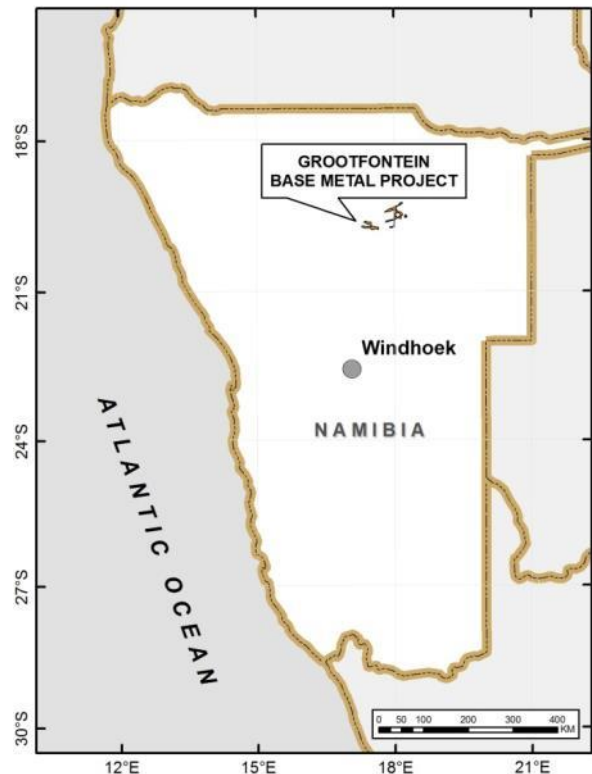 18°S
GROOTFONTEIN
BASE METAL PROJECT
21°S
Windhoek
24°S
NAMIBIA
ATLANTIC OCEAN
27°S
30°S
0 50 100 200 300 400
KM
12°E 15°E 18°E 21°E